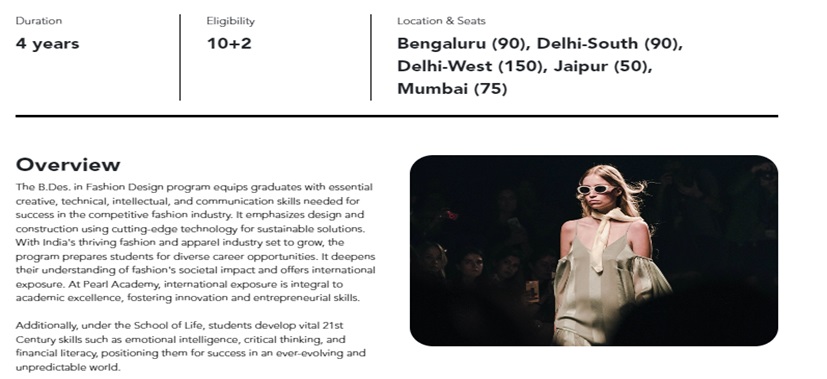 Duration
4 years
Eligibility
10+2
Location & Seats
Bengaluru (90), Delhi-South (90),
Delhi-West (150), Jaipur (50),
Mumbai (75)
Overview
The B.Des. in Fashion Design program equips graduates with essential
creative, technical, intellectual, and communication skills needed for
success in the competitive fashion industry. It emphasizes design and
construction using cutting-edge technology for sustainable solutions.
With India's thriving fashion and apparel industry set to grow, the
program prepares students for diverse career opportunities. It deepens
their understanding of fashion's societal impact and offers international
exposure. At Pearl Academy, international exposure is integral to
academic excellence, fostering innovation and entrepreneurial skills.
Additionally, under the School of Life, students develop vital 21st
Century skills such as emotional intelligence, critical thinking, and
financial literacy, positioning them for success in an ever-evolving and
unpredictable world.